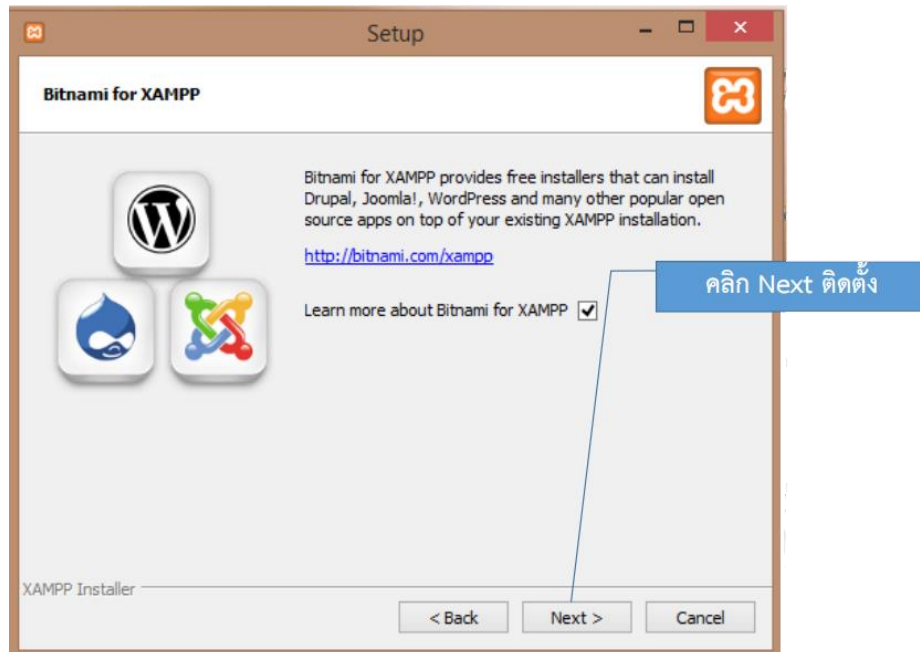 Setup
Bitnami for XAMPP
Bitnami for XAMPP provides free installers that can install
Drupal, Joomla!, WordPress and many other popular open
source apps on top of your existing XAMPP installation.
http://bitnami.com/xampp
คลิก Next ติดตั้ง
Learn more about Bitnami for XAMPP
XAMPP Installer
< Back
Next >
Cancel